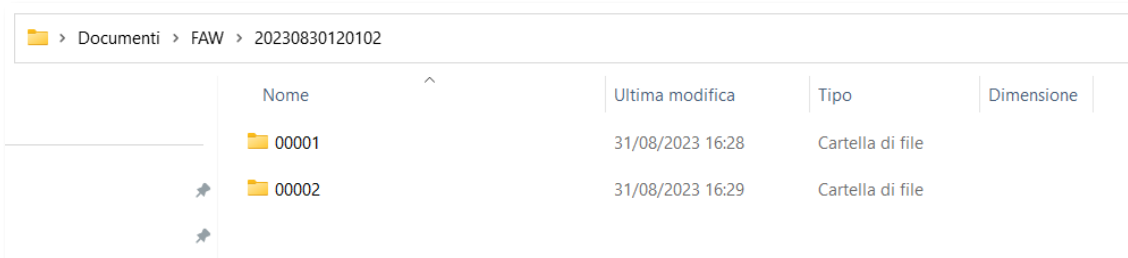 Documenti > FAW > 20230830120102
Nome Ultima modifica Tipo Dimensione
00001 31/08/2023 16:28 Cartella di file
00002 31/08/2023 16:29 Cartella di file